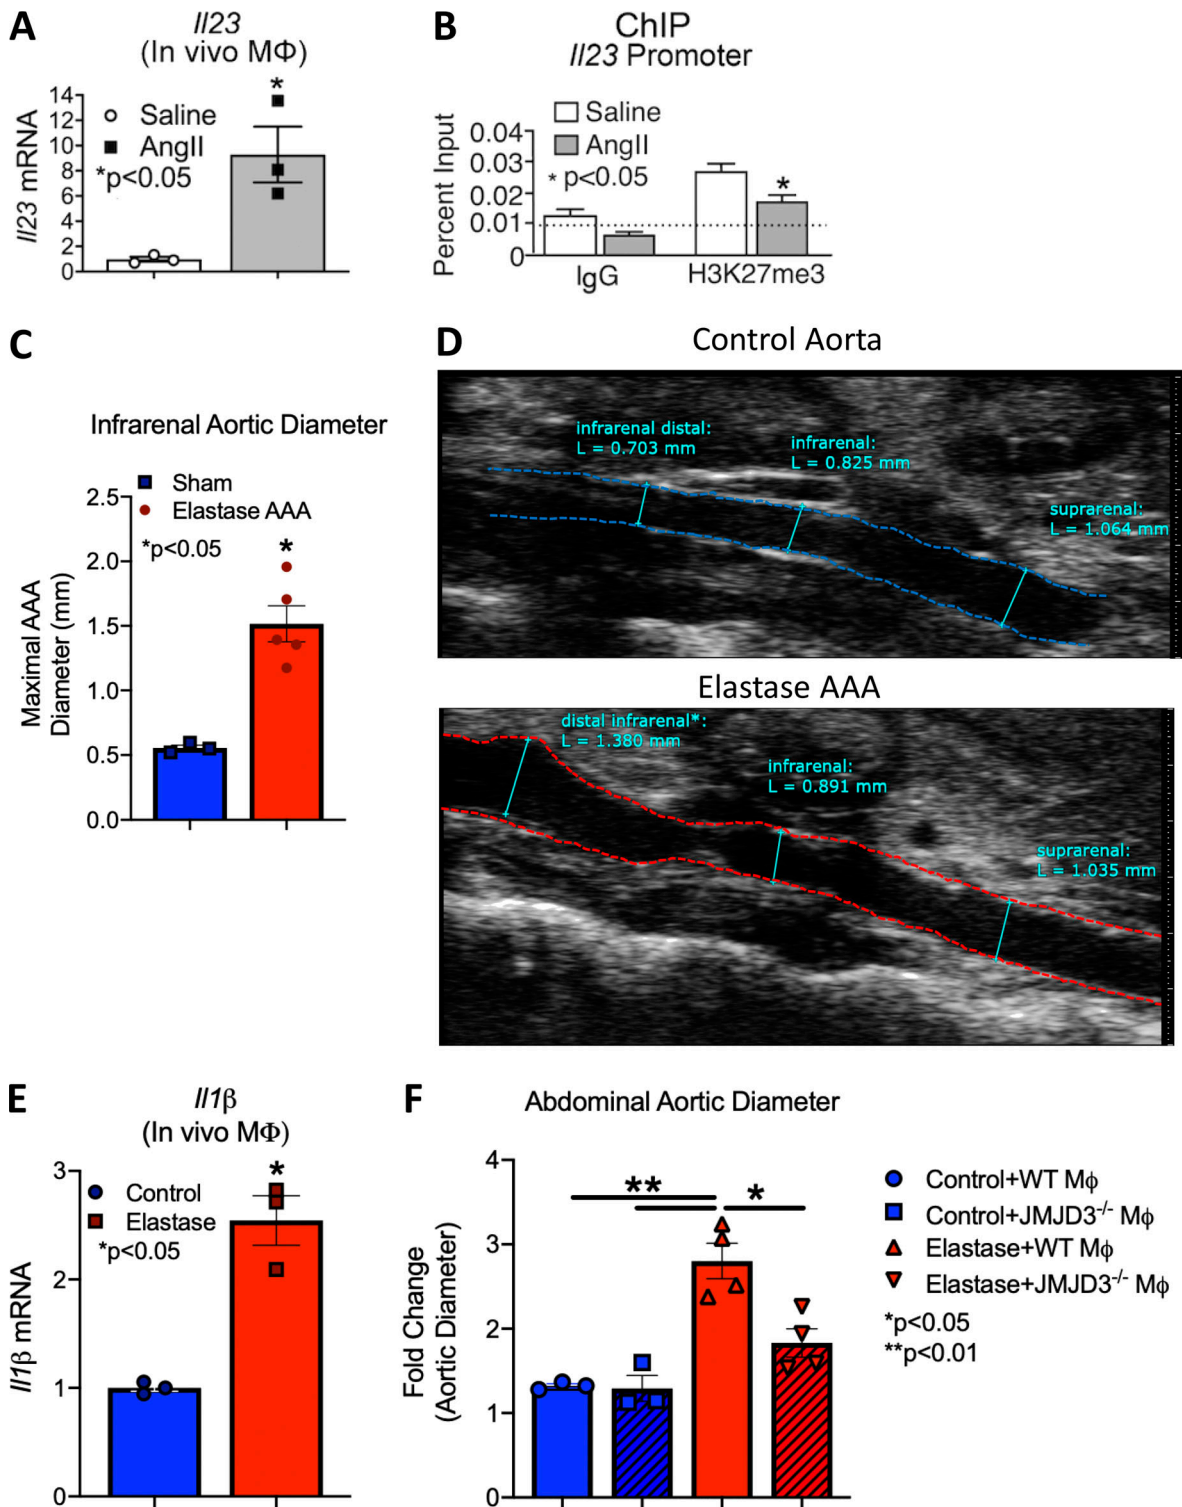 A
Il23
(In vivo MΦ)
*
Il23 mRNA
14
12
10
8
6
4
2
0
Saline
AngII
*p<0.05
B
ChIP
Il23 Promoter
Percent Input
0.04
0.03
0.02
0.01
0
Saline
AngII
* p<0.05
*
IgG
H3K27me3
C
Infrarenal Aortic Diameter
Maximal AAA
Diameter (mm)
2.5
2.0
1.5
1.0
0.5
0.0
Sham
Elastase AAA
*p<0.05
*
D
Control Aorta
infrarenal distal:
L = 0.703 mm
infrarenal:
L = 0.825 mm
suprarenal:
L = 1.064 mm
Elastase AAA
distal infrarenal*:
L = 1.380 mm
infrarenal:
L = 0.891 mm
suprarenal:
L = 1.035 mm
E
Il1β
(In vivo MΦ)
Il1β mRNA
3
2
1
0
Control
Elastase
*p<0.05
*
F
Abdominal Aortic Diameter
Fold Change
(Aortic Diameter)
4
3
2
1
0
**
*
Control+WT Mϕ
Control+JMJD3-/- Mϕ
Elastase+WT Mϕ
Elastase+JMJD3-/- Mϕ
*p<0.05
**p<0.01